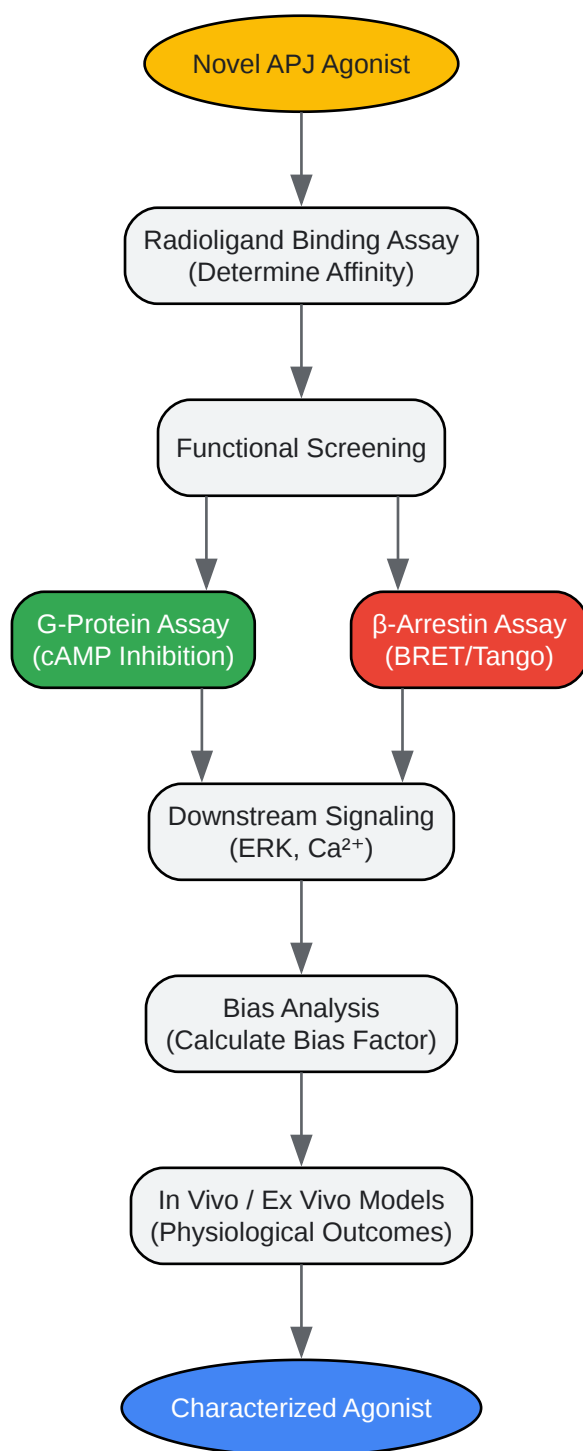 Novel APJ Agonist
Radioligand Binding Assay
(Determine Affinity)
Functional Screening
G-Protein Assay
(cAMP Inhibition)
β-Arrestin Assay
(BRET/Tango)
Downstream Signaling
(ERK, Ca²⁺)
Bias Analysis
(Calculate Bias Factor)
In Vivo / Ex Vivo Models
(Physiological Outcomes)
Characterized Agonist